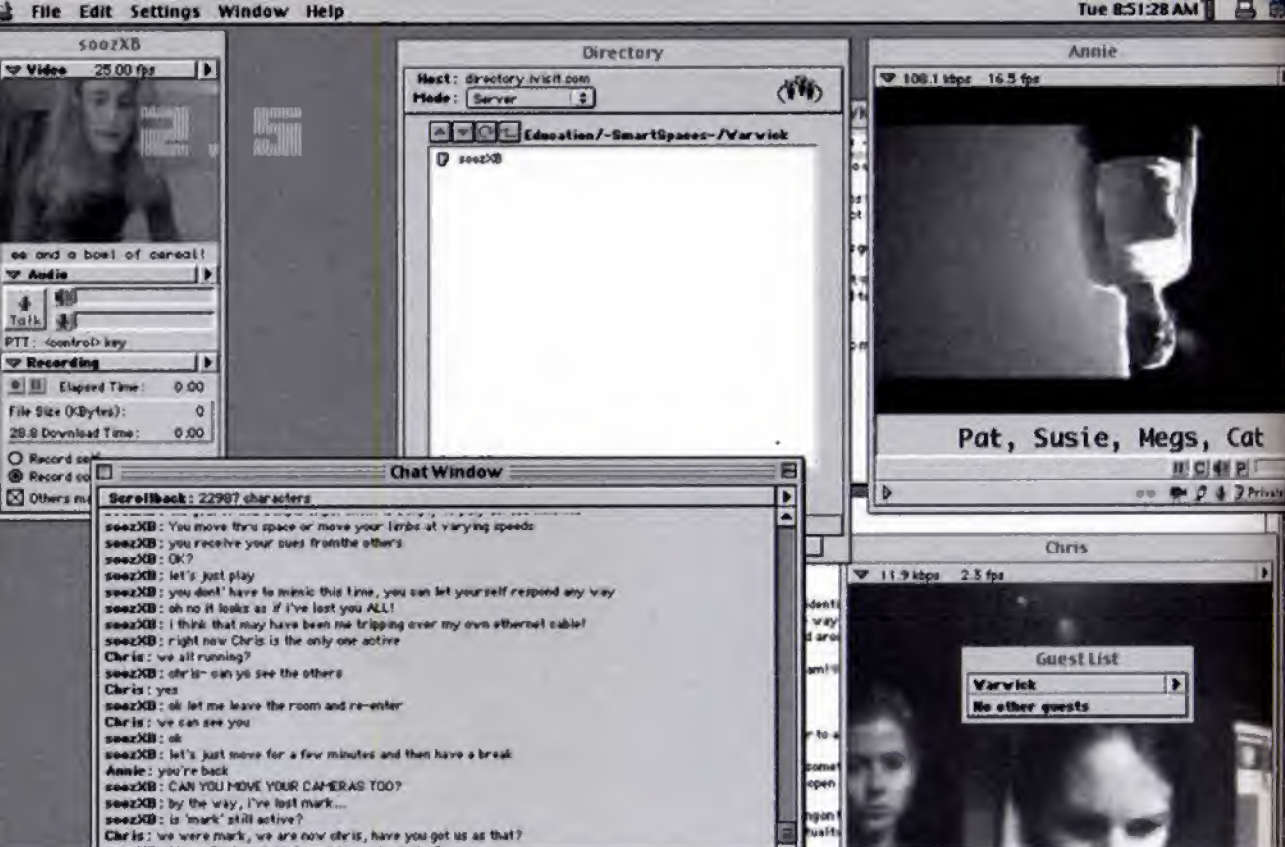 File Edit Settings Window Help
Tue 8:51:28 AM
soozXB
Video 25.00 fps
ee and a bowl of cereal!
Audio
Talk
PTT: <control> key
Recording
Elapsed Time: 0:00
File Size (KBytes): 0
28.8 Download Time: 0:00
Record self
Record co
Others ma
Directory
Host: directory.ivisit.com
Mode: Server
Education/-SmartSpaces-/Warwick
soozXB
Annie
108.1 kbps 16.5 fps
Pat, Susie, Megs, Cat
Private
Chat Window
Scrollback: 22987 characters
soozXB: You move thru space or move your limbs at varying speeds
soozXB: you receive your cues fromthe others
soozXB: OK?
soozXB: let's just play
soozXB: you dont' have to mimic this time, you can let yourself respond any way
soozXB: oh no it looks as if i've lost you ALL!
soozXB: I think that may have been me tripping over my own ethernet cable!
soozXB: right now Chris is the only one active
Chris: we all running?
soozXB: chris- can yo see the others
Chris: yes
soozXB: ok let me leave the room and re-enter
Chris: we can see you
soozXB: ok
soozXB: let's just move for a few minutes and then have a break
Annie: you're back
soozXB: CAN YOU MOVE YOUR CAMERAS TOO?
soozXB: by the way, i've lost mark...
soozXB: is 'mark' still active?
Chris: we were mark, we are now chris, have you got us as that?
Chris
11.9 kbps 2.3 fps
Guest List
Warwick
No other guests